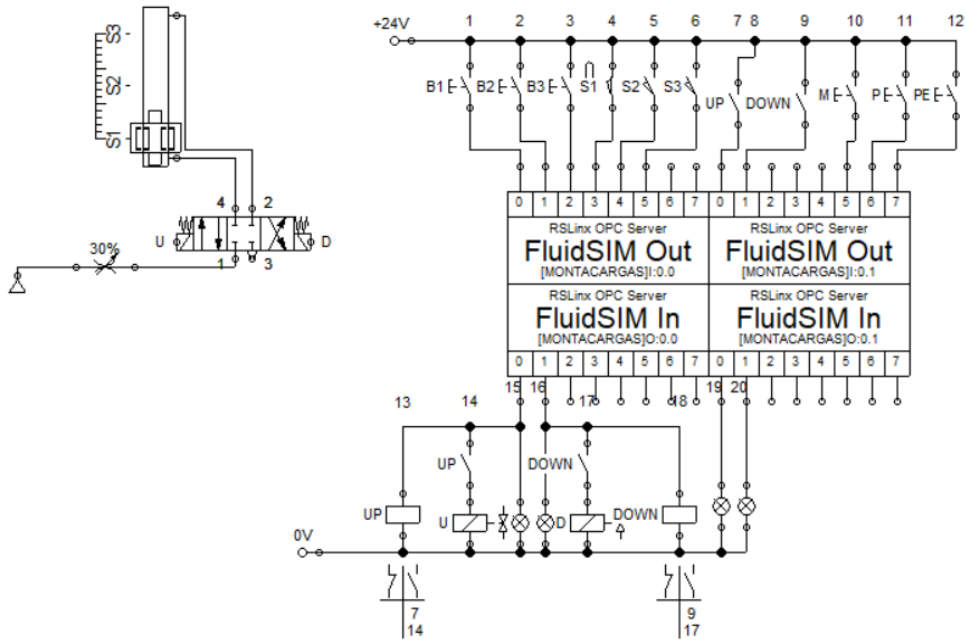 +24V 1 2 3 4 5 6 7 8 9 10 11 12
S3
S2
S1
B1 B2 B3 S1 S2 S3 UP DOWN M P PE
4 2
U D
1 3
30%
0 1 2 3 4 5 6 7 0 1 2 3 4 5 6 7
RSLinx OPC Server RSLinx OPC Server
FluidSIM Out FluidSIM Out
[MONTACARGAS]I:0.0 [MONTACARGAS]I:0.1
RSLinx OPC Server RSLinx OPC Server
FluidSIM In FluidSIM In
[MONTACARGAS]O:0.0 [MONTACARGAS]O:0.1
0 1 2 3 4 5 6 7 0 1 2 3 4 5 6 7
13 14 15 16 17 18 19 20
UP DOWN
UP U D DOWN
0V
7 9
14 17